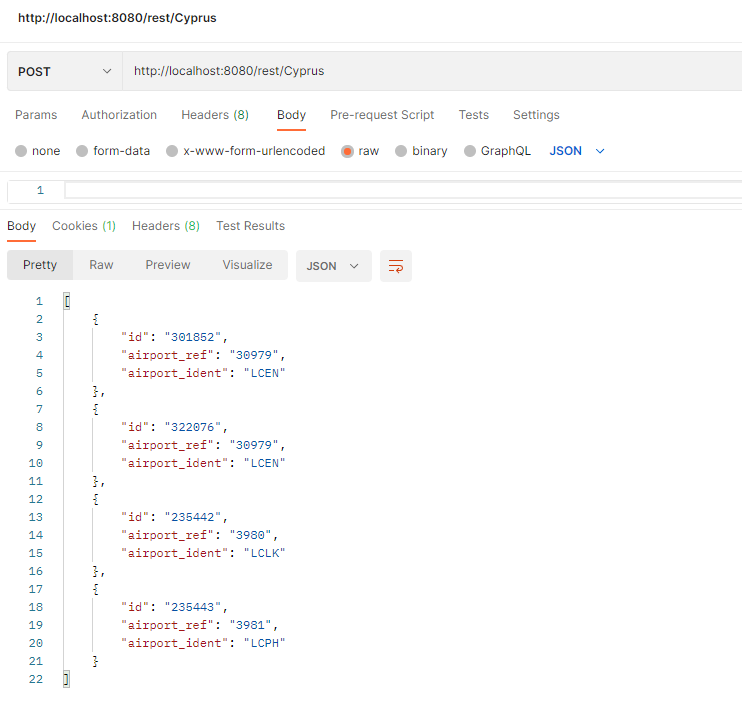 http://localhost:8080/rest/Cyprus
POST http://localhost:8080/rest/Cyprus
Params Authorization Headers (8) Body Pre-request Script Tests Settings
none form-data x-www-form-urlencoded raw binary GraphQL JSON
1
Body Cookies (1) Headers (8) Test Results
Pretty Raw Preview Visualize JSON
1 [
2 {
3 "id": "301852",
4 "airport_ref": "30979",
5 "airport_ident": "LCEN"
6 },
7 {
8 "id": "322076",
9 "airport_ref": "30979",
10 "airport_ident": "LCEN"
11 },
12 {
13 "id": "235442",
14 "airport_ref": "3980",
15 "airport_ident": "LCLK"
16 },
17 {
18 "id": "235443",
19 "airport_ref": "3981",
20 "airport_ident": "LCPH"
21 }
22 ]